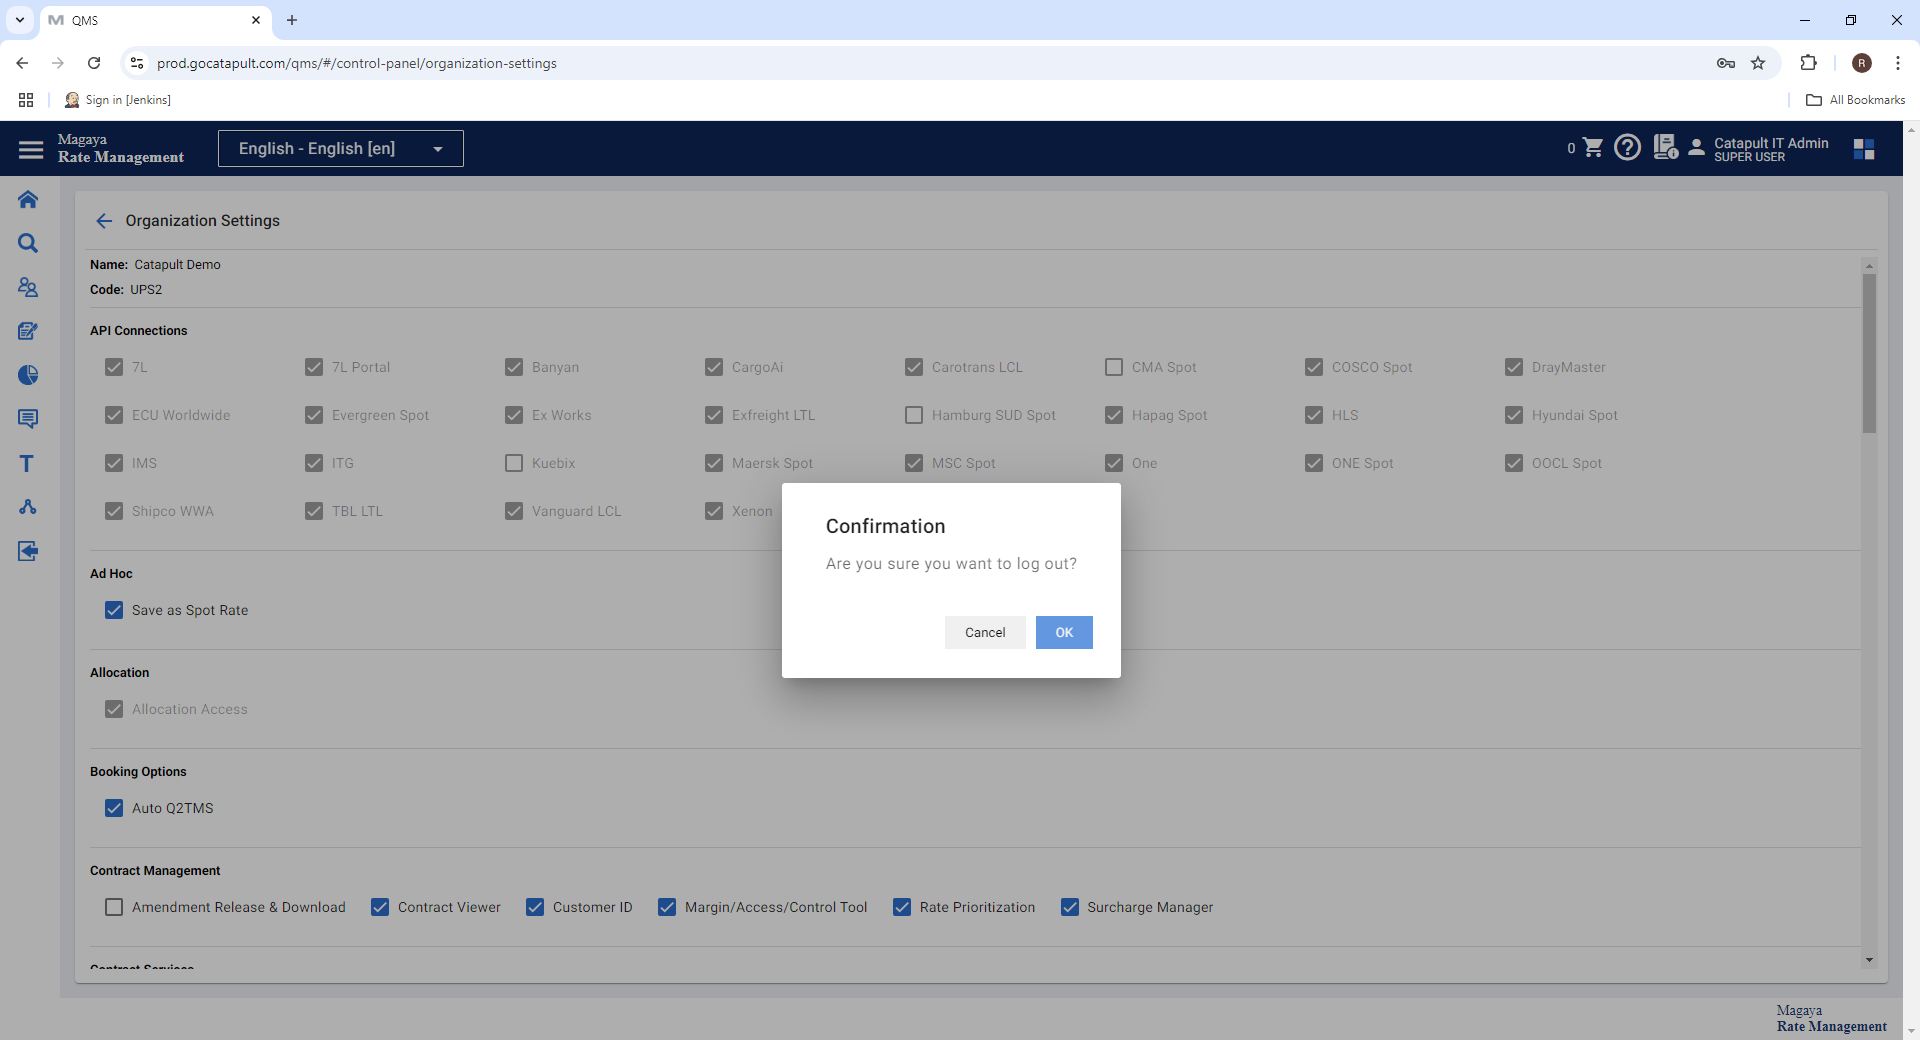 QMS
prod.gocatapult.com/qms/#/control-panel/organization-settings
R
Sign in [Jenkins]
All Bookmarks
Magaya
Rate Management
English - English [en]
0
Catapult IT Admin
SUPER USER
Organization Settings
Name: Catapult Demo
Code: UPS2
API Connections
7L 7L Portal Banyan CargoAi Carotrans LCL CMA Spot COSCO Spot DrayMaster
ECU Worldwide Evergreen Spot Ex Works Exfreight LTL Hamburg SUD Spot Hapag Spot HLS Hyundai Spot
IMS ITG Kuebix Maersk Spot MSC Spot One ONE Spot OOCL Spot
Shipco WWA TBL LTL Vanguard LCL Xenon
Confirmation
Are you sure you want to log out?
Cancel OK
Ad Hoc
Save as Spot Rate
Allocation
Allocation Access
Booking Options
Auto Q2TMS
Contract Management
Amendment Release & Download Contract Viewer Customer ID Margin/Access/Control Tool Rate Prioritization Surcharge Manager
Contract Services
Magaya
Rate Management